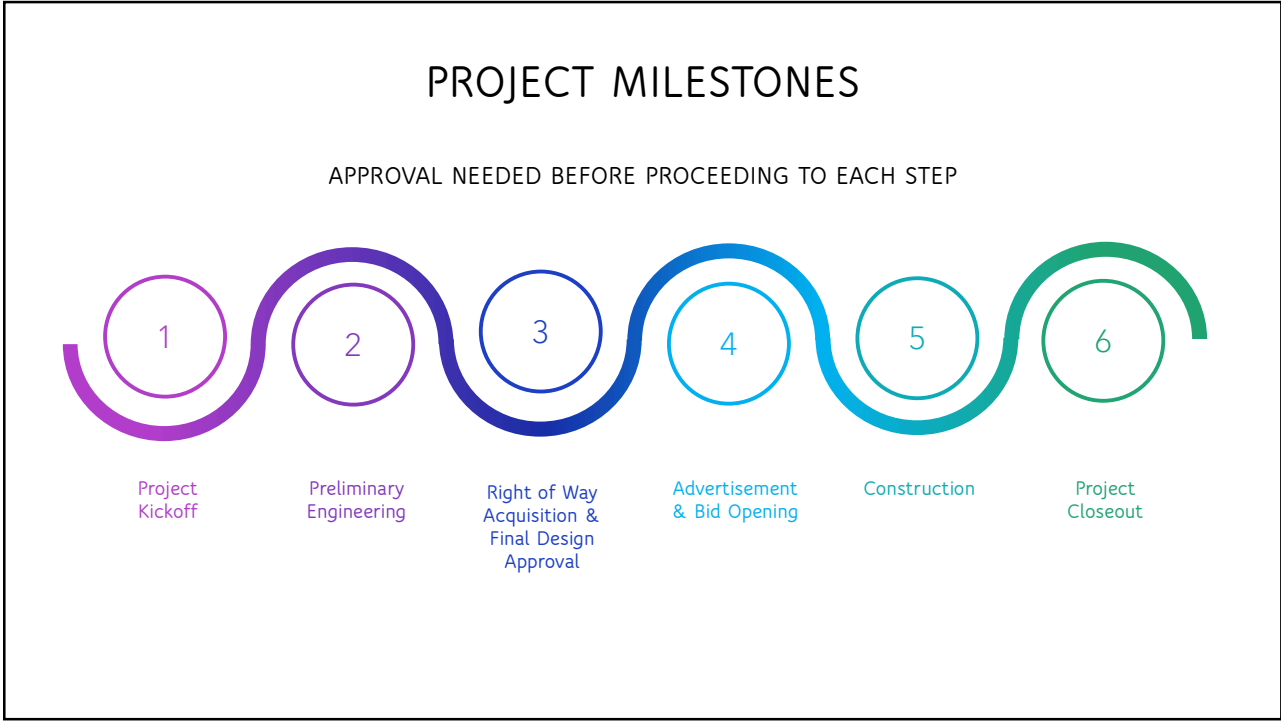 PROJECT MILESTONES
APPROVAL NEEDED BEFORE PROCEEDING TO EACH STEP
1
2
3
4
5
6
Project
Kickoff
Preliminary
Engineering
Right of Way
Acquisition &
Final Design
Approval
Advertisement
& Bid Opening
Construction
Project
Closeout